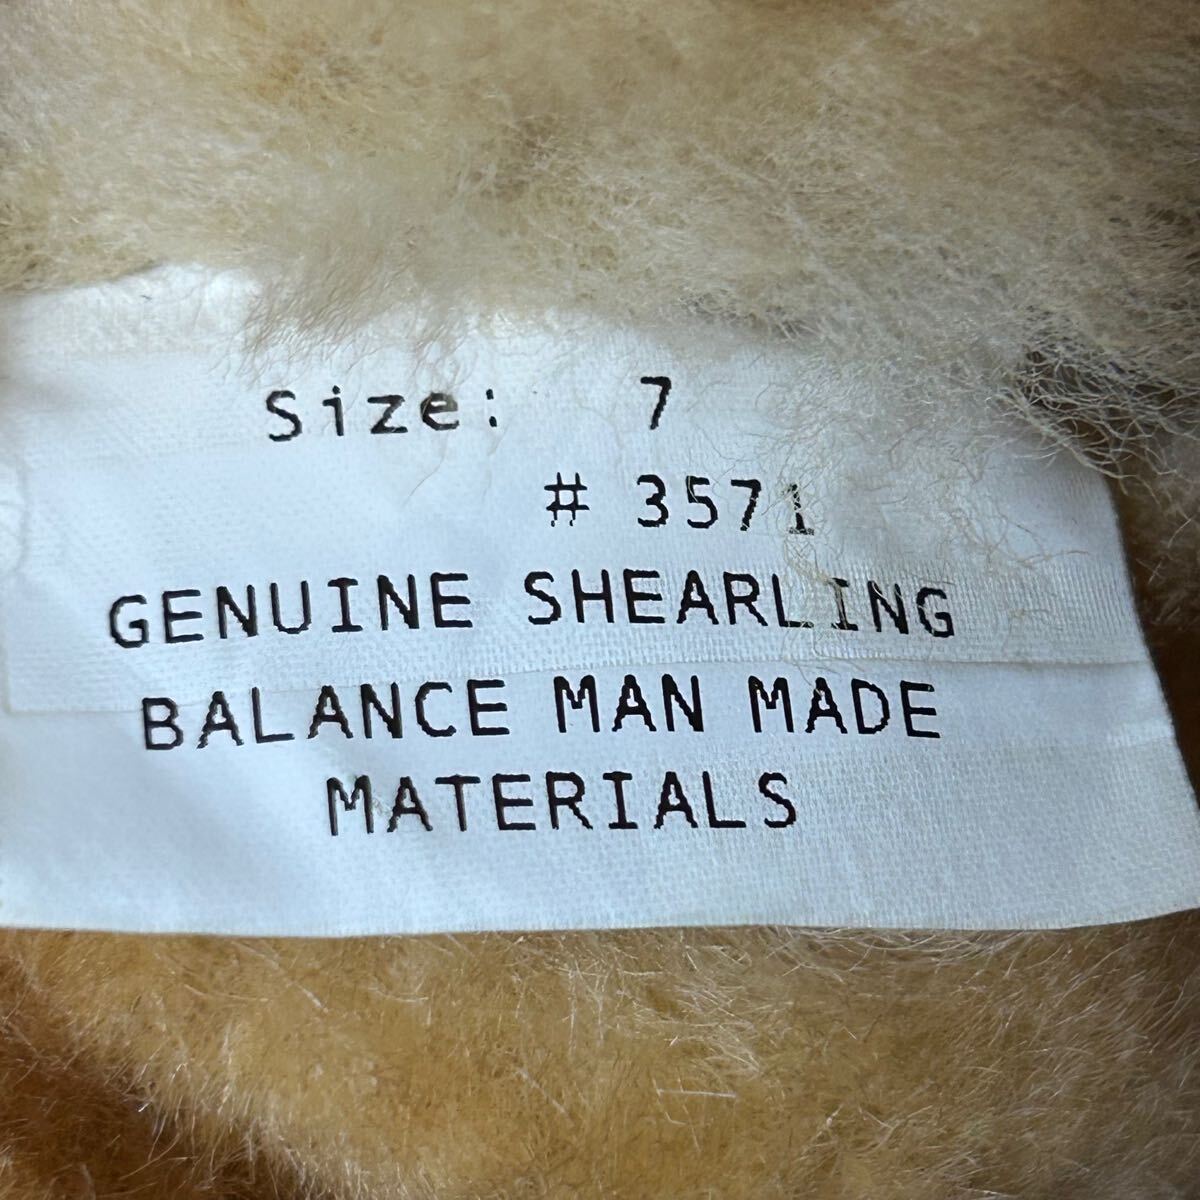 Size: 7
# 3571
GENUINE SHEARLING
BALANCE MAN MADE
MATERIALS